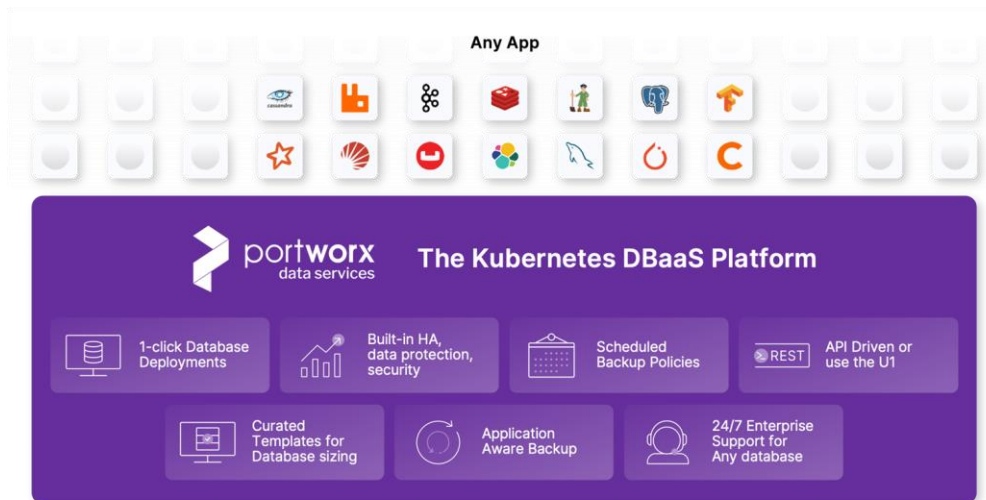 Any App
cassandra
portworx
data services
The Kubernetes DBaaS Platform
1-click Database
Deployments
Built-in HA,
data protection,
security
Scheduled
Backup Policies
REST
API Driven or
use the U1
Curated
Templates for
Database sizing
Application
Aware Backup
24/7 Enterprise
Support for
Any database